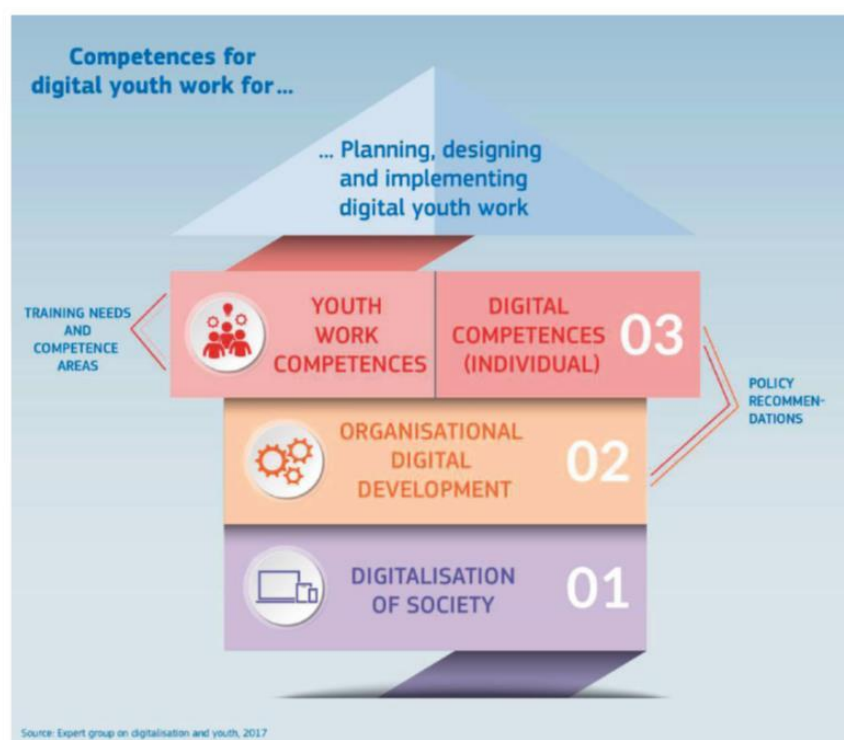 Competences for
digital youth work for...
... Planning, designing
and implementing
digital youth work
TRAINING NEEDS
AND
COMPETENCE
AREAS
YOUTH
WORK
COMPETENCES
DIGITAL
COMPETENCES
(INDIVIDUAL)
03
POLICY
RECOMMEN-
DATIONS
ORGANISATIONAL
DIGITAL
DEVELOPMENT
02
DIGITALISATION
OF SOCIETY
01
Source: Expert group on digitalisation and youth, 2017